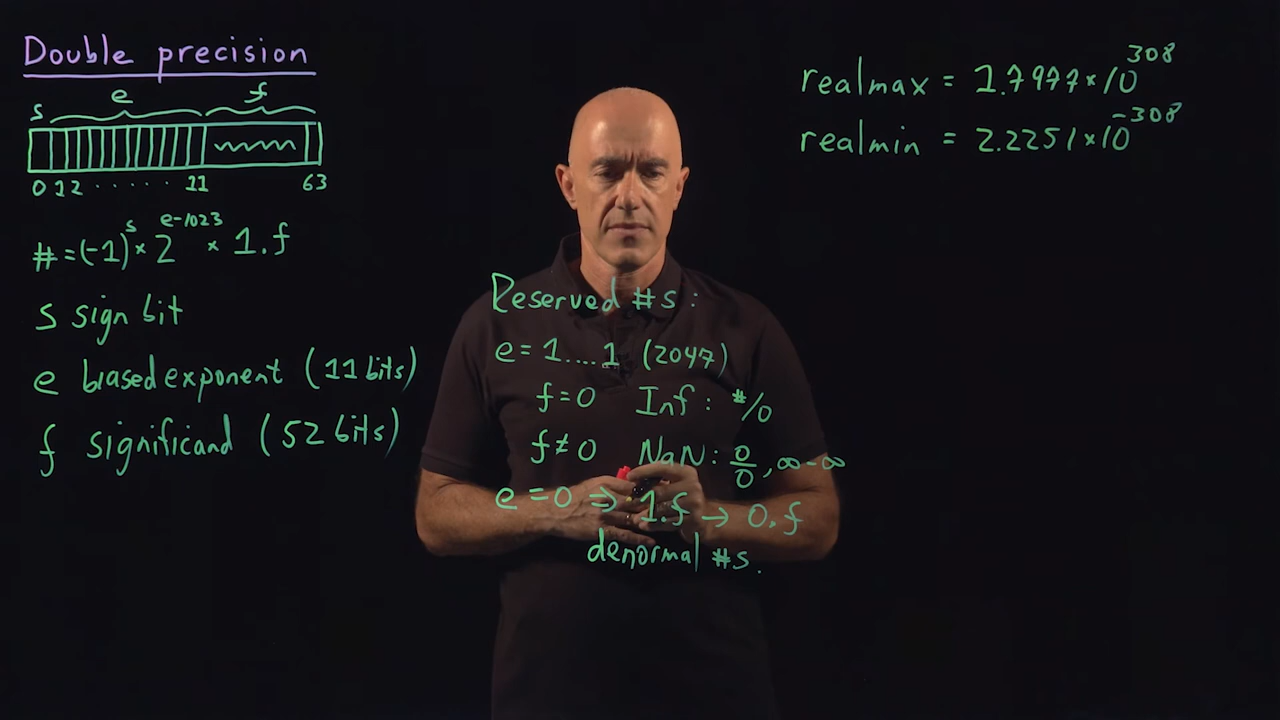 Double precision
s e f
0 1 2 ...... 11 63
# = (-1)^s × 2^(e-1023) × 1.f
s sign bit
e biased exponent (11 bits)
f significand (52 bits)
Reserved #s:
e = 1....1 (2047)
f = 0 Inf: #/0
f ≠ 0 NaN: 0/0, ∞-∞
e = 0 ⇒ 1.f → 0.f
denormal #s.
realmax = 1.7977 × 10^308
realmin = 2.2251 × 10^-308